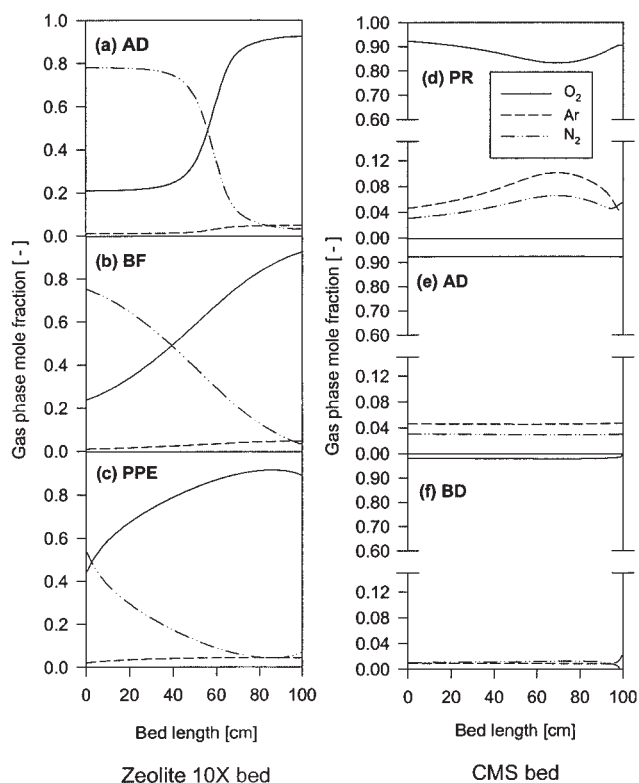 Gas phase mole fraction [ - ]
1.0
(a) AD
0.8
0.6
0.4
0.2
0.0
(b) BF
0.8
0.6
0.4
0.2
0.0
(c) PPE
0.8
0.6
0.4
0.2
0.0
0 20 40 60 80 100
Bed length [cm]
Zeolite 10X bed
Gas phase mole fraction [ - ]
1.00
0.90
0.80
0.70
0.60
(d) PR
O2
Ar
N2
0.12
0.08
0.04
0.00
0.90
0.80
0.70
0.60
(e) AD
0.12
0.08
0.04
0.00
0.90
0.80
0.70
0.60
(f) BD
0.12
0.08
0.04
0.00
0 20 40 60 80 100
Bed length [cm]
CMS bed